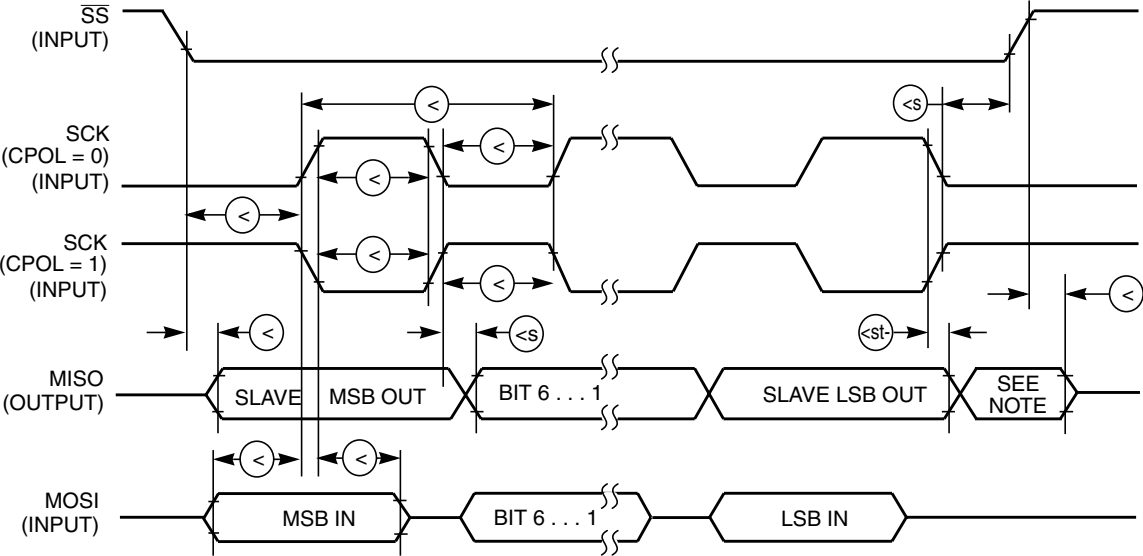 SS
(INPUT)
<
<s
SCK
(CPOL = 0)
(INPUT)
<
<
<
SCK
(CPOL = 1)
(INPUT)
<
<
<
<
<s
<st-
MISO
(OUTPUT)
SLAVE MSB OUT
BIT 6 . . . 1
SLAVE LSB OUT
SEE
NOTE
<
<
MOSI
(INPUT)
MSB IN
BIT 6 . . . 1
LSB IN